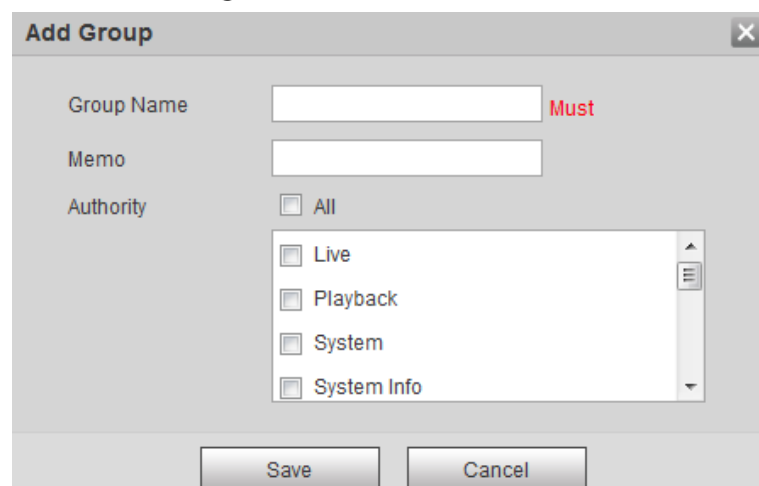 Add Group
Group Name Must
Memo
Authority All
Live
Playback
System
System Info
Save Cancel